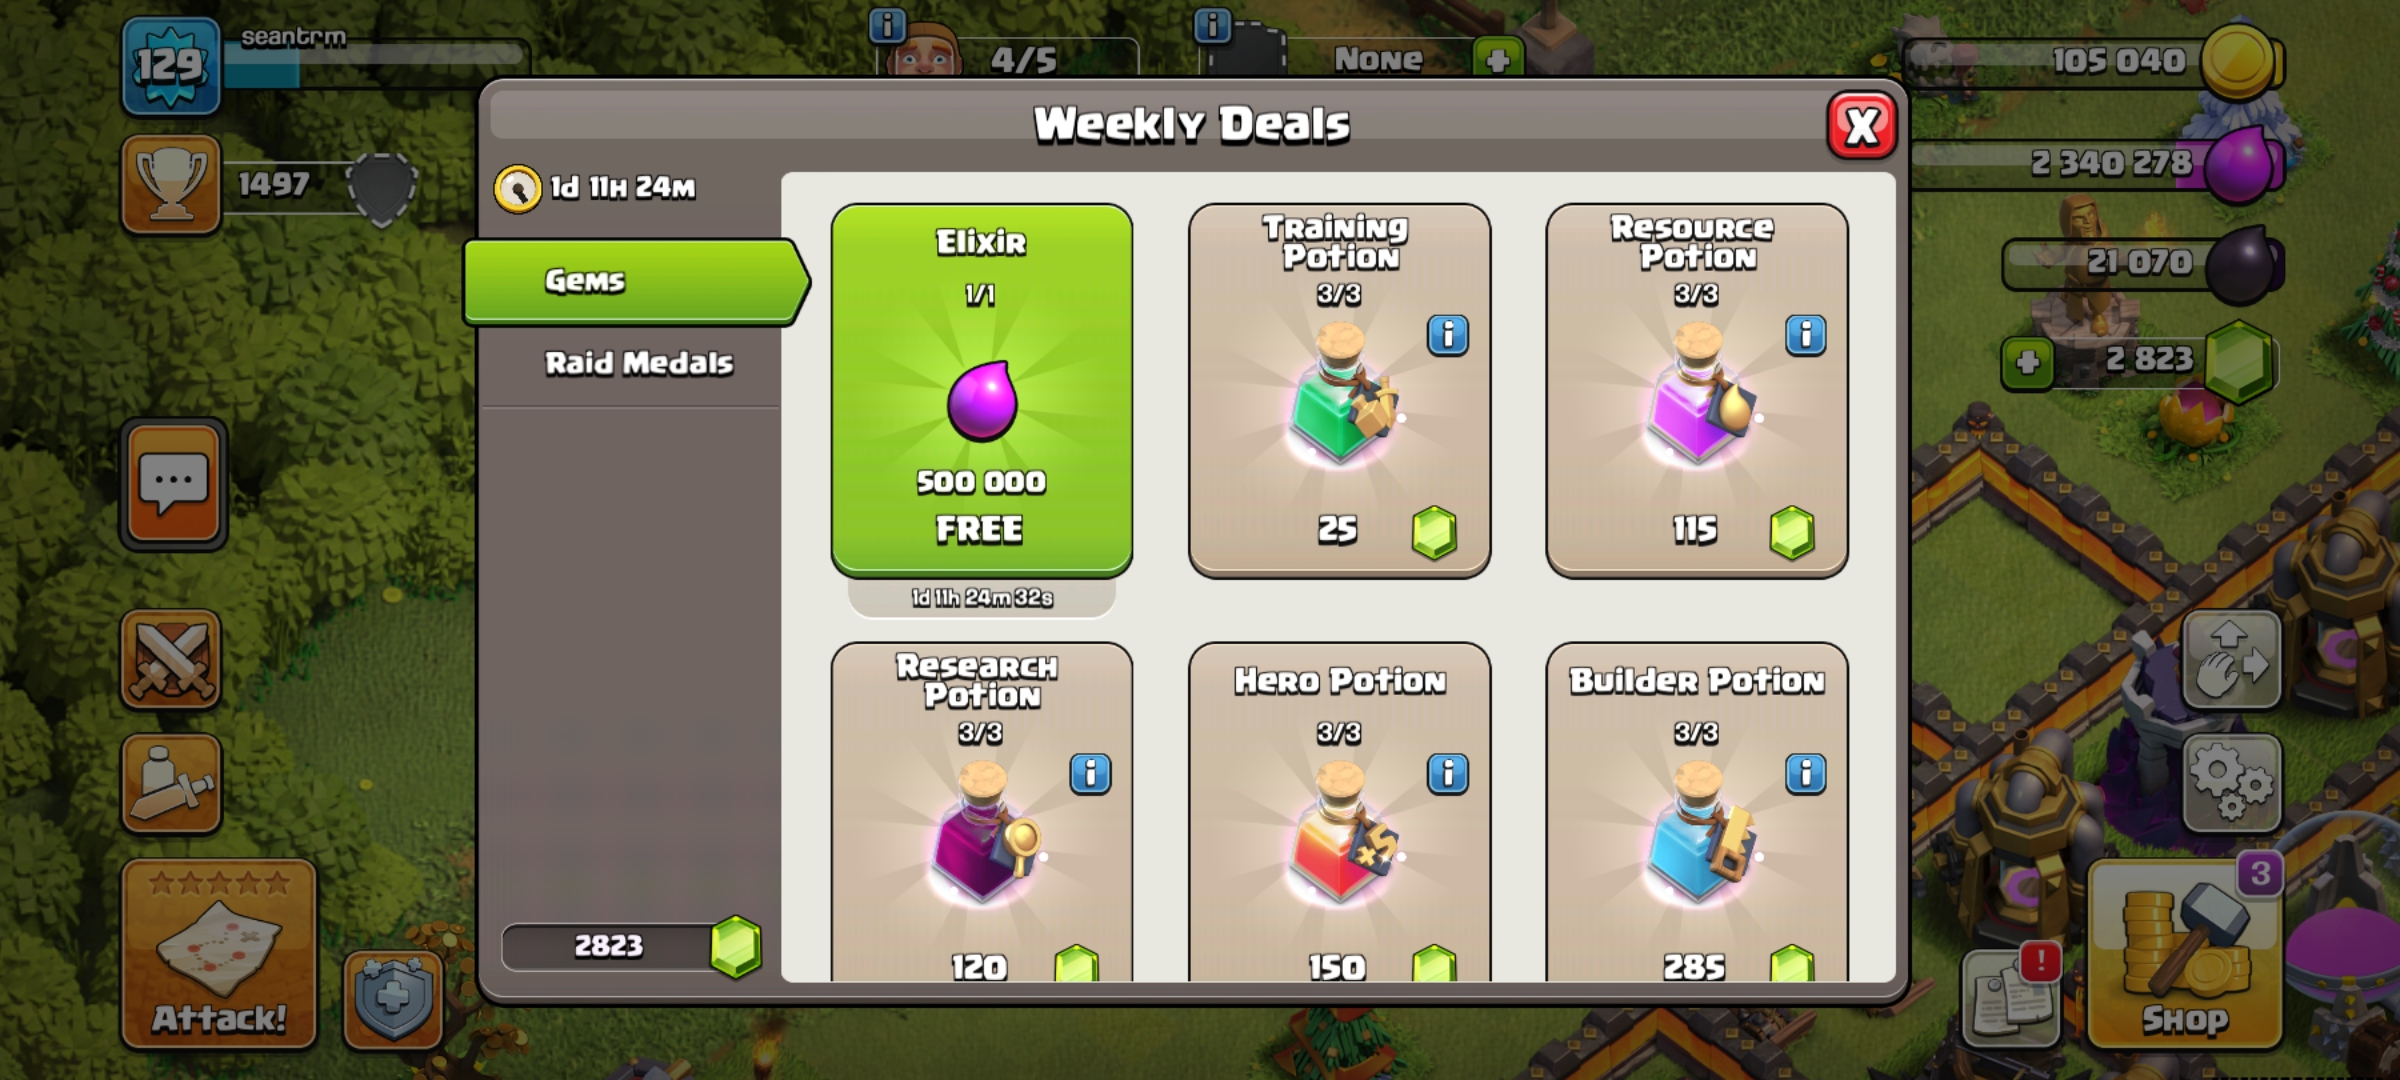 129
seantrm
4/5
None
105 040
1497
2 340 278
21 070
2 823
Weekly Deals
X
1d 11h 24m
Gems
Raid Medals
2823
Elixir
1/1
500 000
FREE
1d 11h 24m 32s
Training
Potion
3/3
25
Resource
Potion
3/3
115
Research
Potion
3/3
120
Hero Potion
3/3
+5
150
Builder Potion
3/3
285
Attack!
3
!
Shop